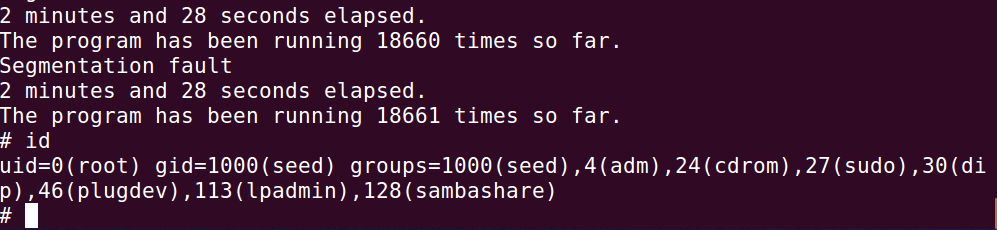 2 minutes and 28 seconds elapsed.
The program has been running 18660 times so far.
Segmentation fault
2 minutes and 28 seconds elapsed.
The program has been running 18661 times so far.
# id
uid=0(root) gid=1000(seed) groups=1000(seed),4(adm),24(cdrom),27(sudo),30(di
p),46(plugdev),113(lpadmin),128(sambashare)
#